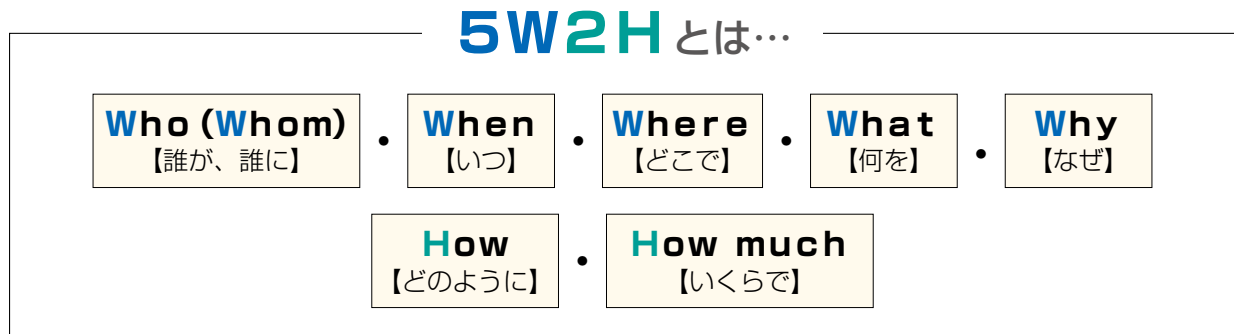 5W2Hとは…
Who (Whom)・When・Where・What・Why
【誰が、誰に】 【いつ】 【どこで】 【何を】 【なぜ】
How・How much
【どのように】 【いくらで】